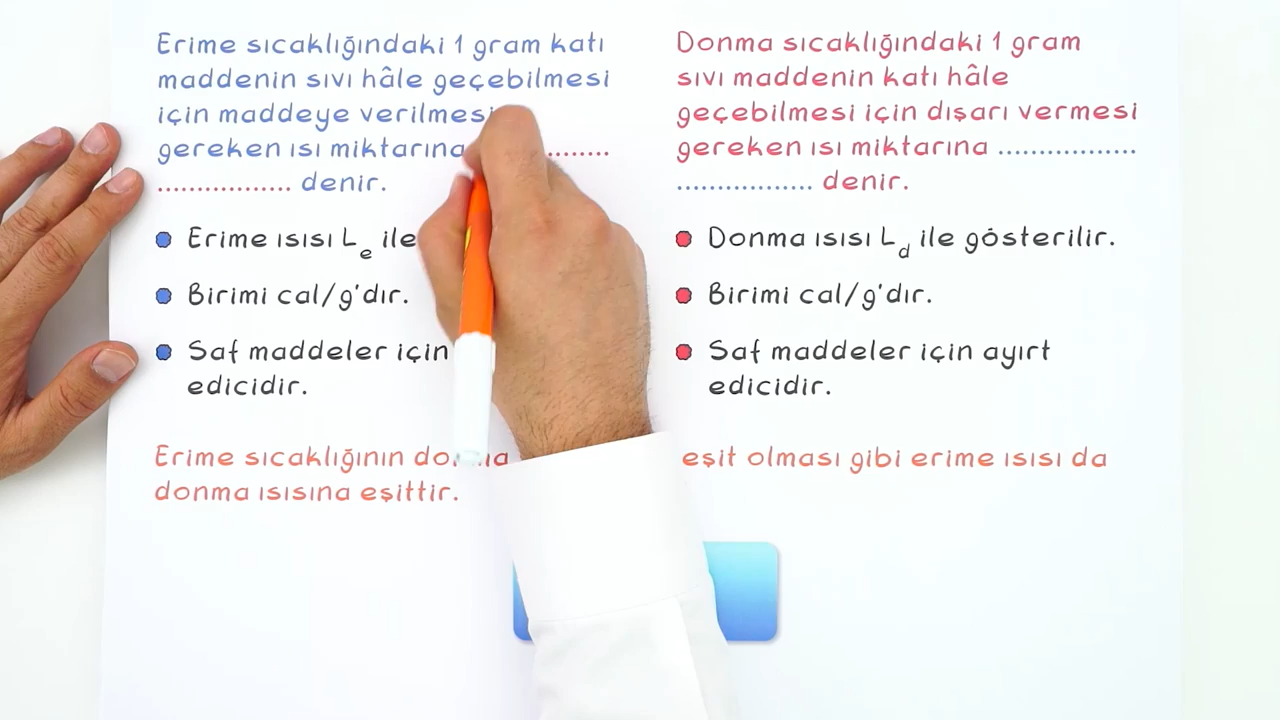 Erime sıcaklığındaki 1 gram katı
maddenin sıvı hâle geçebilmesi
için maddeye verilmesi
gereken ısı miktarına ..........
................. denir.
Erime ısısı Le ile
Birimi cal/g'dır.
Saf maddeler için
edicidir.
Donma sıcaklığındaki 1 gram
sıvı maddenin katı hâle
geçebilmesi için dışarı vermesi
gereken ısı miktarına .................
................. denir.
Donma ısısı Ld ile gösterilir.
Birimi cal/g'dır.
Saf maddeler için ayırt
edicidir.
Erime sıcaklığının eşit olması gibi erime ısısı da
donma ısısına eşittir.